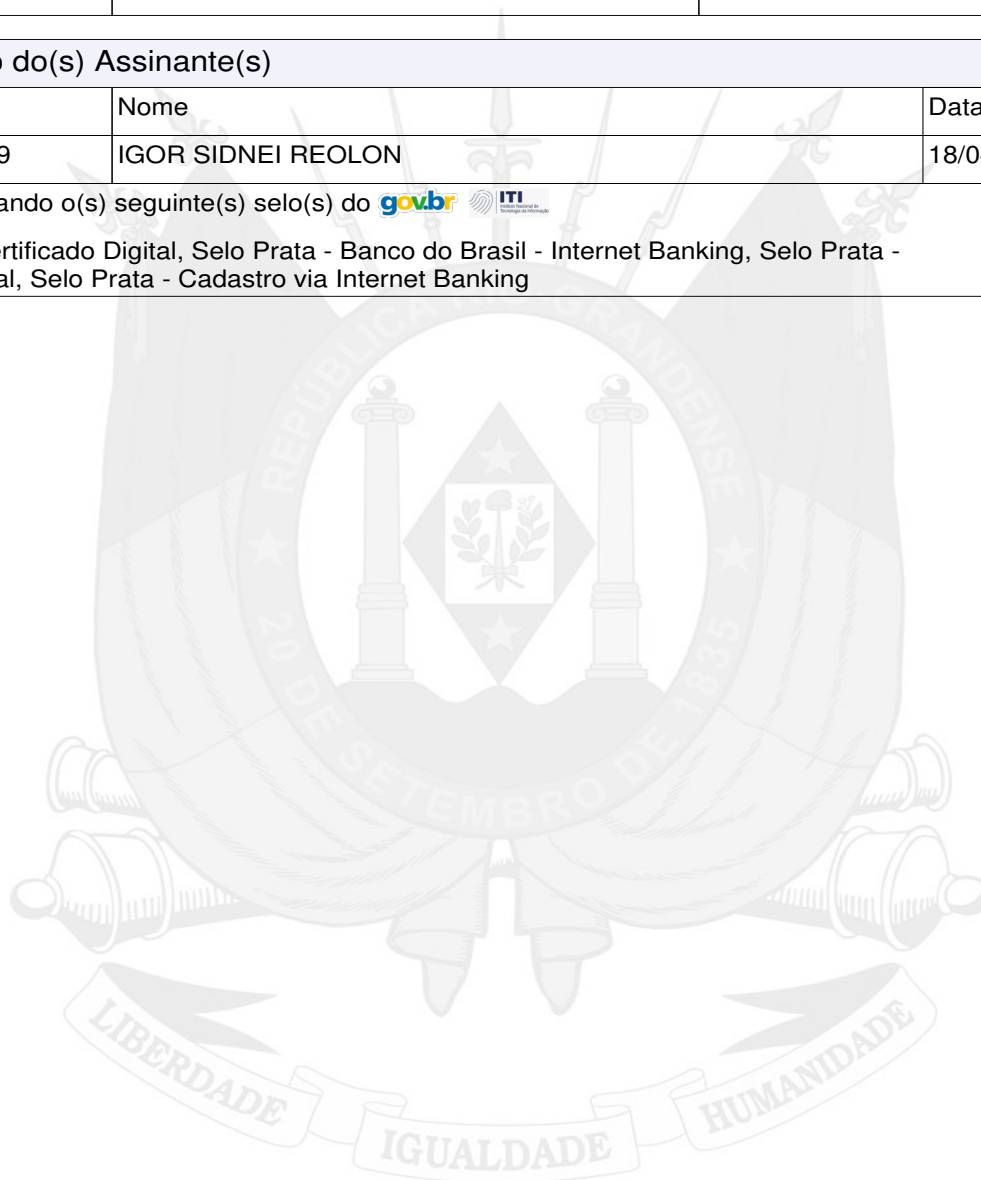 o do(s) Assinante(s)
Nome Data
9 IGOR SIDNEI REOLON 18/0
ando o(s) seguinte(s) selo(s) do gov.br ITI
rtificado Digital, Selo Prata - Banco do Brasil - Internet Banking, Selo Prata -
al, Selo Prata - Cadastro via Internet Banking
REPÚBLICA RIO GRANDENSE
20 DE SETEMBRO DE 1835
LIBERDADE IGUALDADE HUMANIDADE